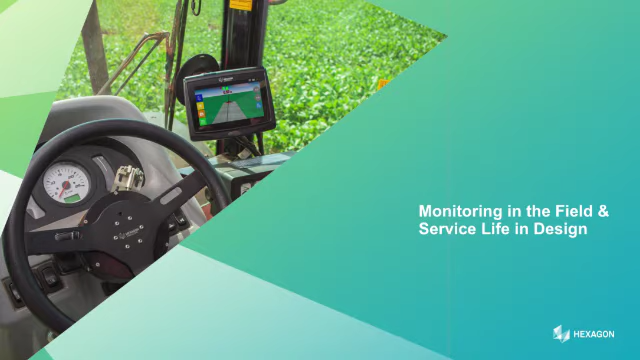 Monitoring in the Field &
Service Life in Design
HEXAGON